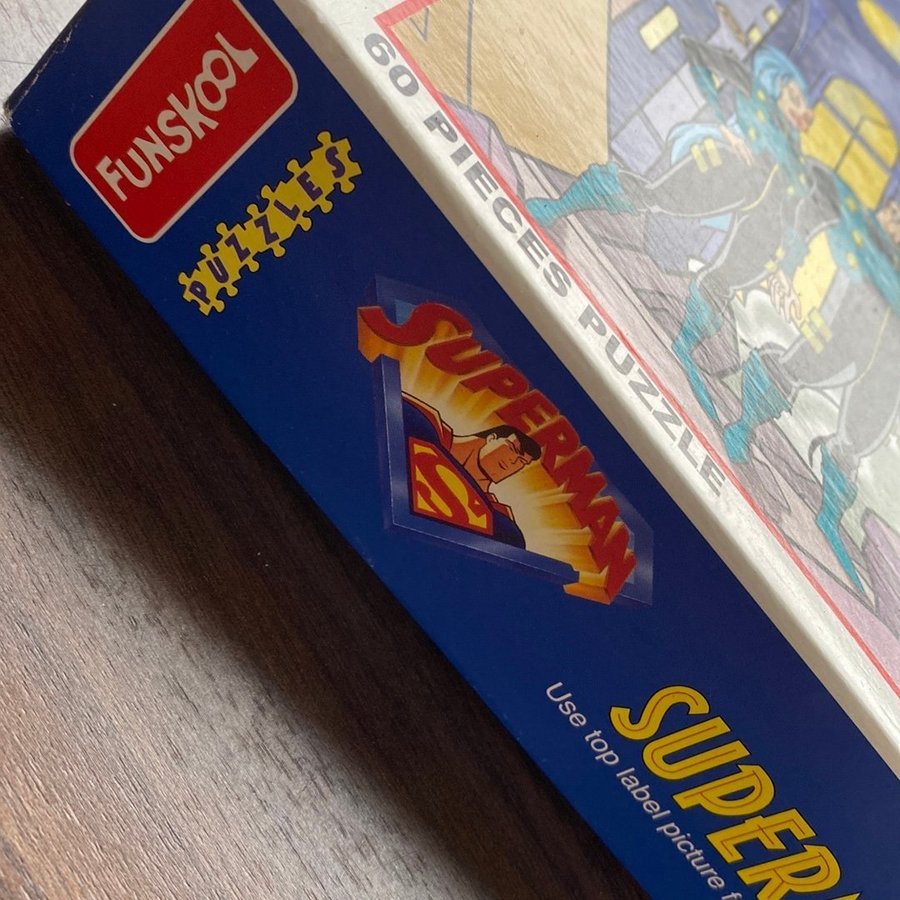 FUNSKOOL
PUZZLES
60 PIECES PUZZLE
SUPERMAN
S
SUPER
Use top label picture